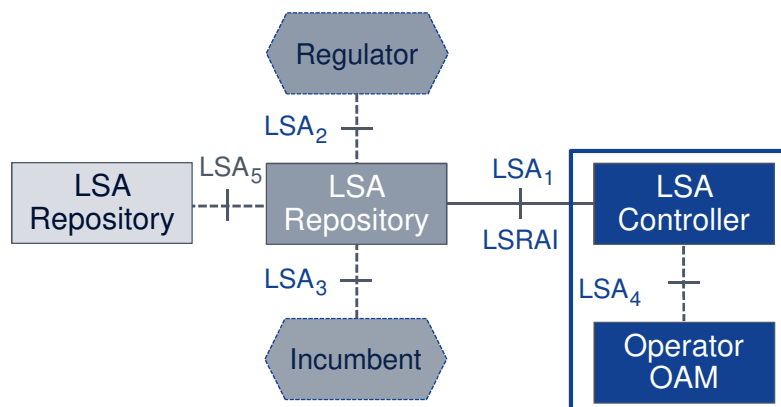 Regulator
LSA2
LSA5
LSA1
LSA
Repository
LSA
Repository
LSA
Controller
LSRAI
LSA3
LSA4
Incumbent
Operator
OAM